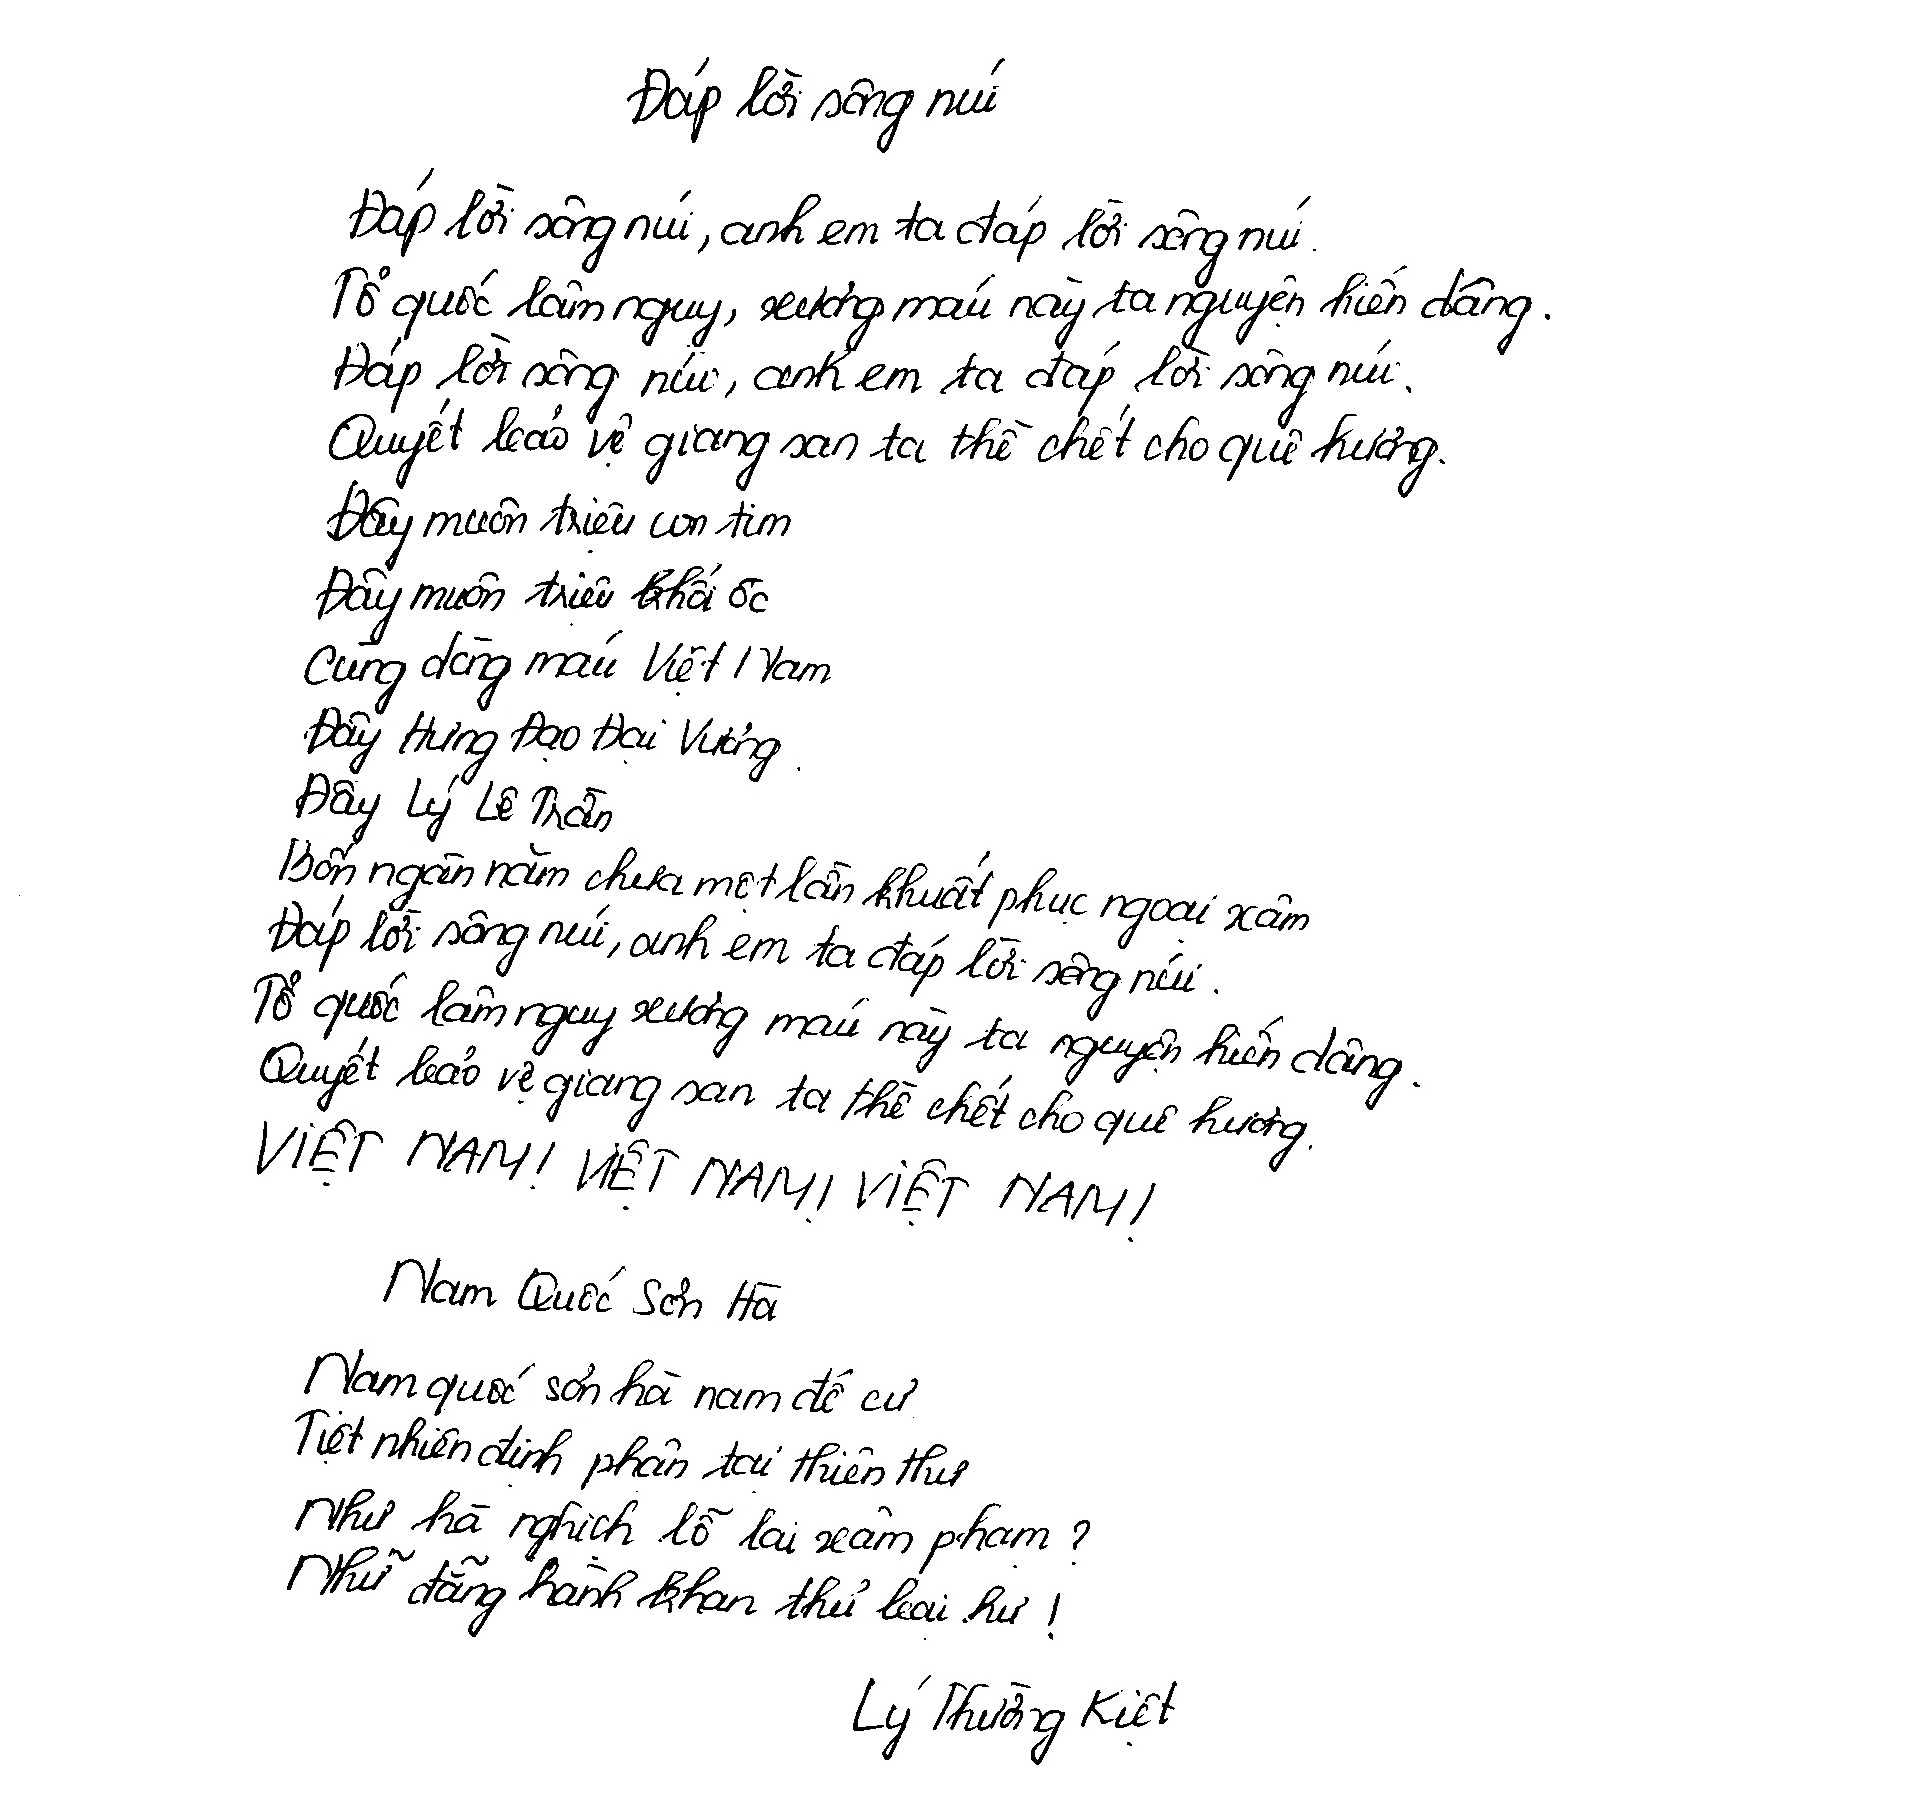 Đáp lời sông núi
Đáp lời sông núi, anh em ta đáp lời sông núi.
Tổ quốc lâm nguy, xương máu này ta nguyện hiến dâng.
Đáp lời sông núi, anh em ta đáp lời sông núi.
Quyết bảo vệ giang san ta thề chết cho quê hương.
Đây muôn triệu con tim
Đây muôn triệu khối óc
Cùng dòng máu Việt Nam
Đây Hưng Đạo Đại Vương.
Đây Lý Lê Trần
Bốn ngàn năm chưa một lần khuất phục ngoại xâm
Đáp lời sông núi, anh em ta đáp lời sông núi.
Tổ quốc lâm nguy xương máu này ta nguyện hiến dâng.
Quyết bảo vệ giang san ta thề chết cho quê hương.
VIỆT NAM! VIỆT NAM! VIỆT NAM!
Nam Quốc Sơn Hà
Nam quốc sơn hà nam đế cư
Tiệt nhiên định phận tại thiên thư
Như hà nghịch lỗ lai xâm phạm?
Nhữ đẳng hành khan thủ bại hư!
Lý Thường Kiệt